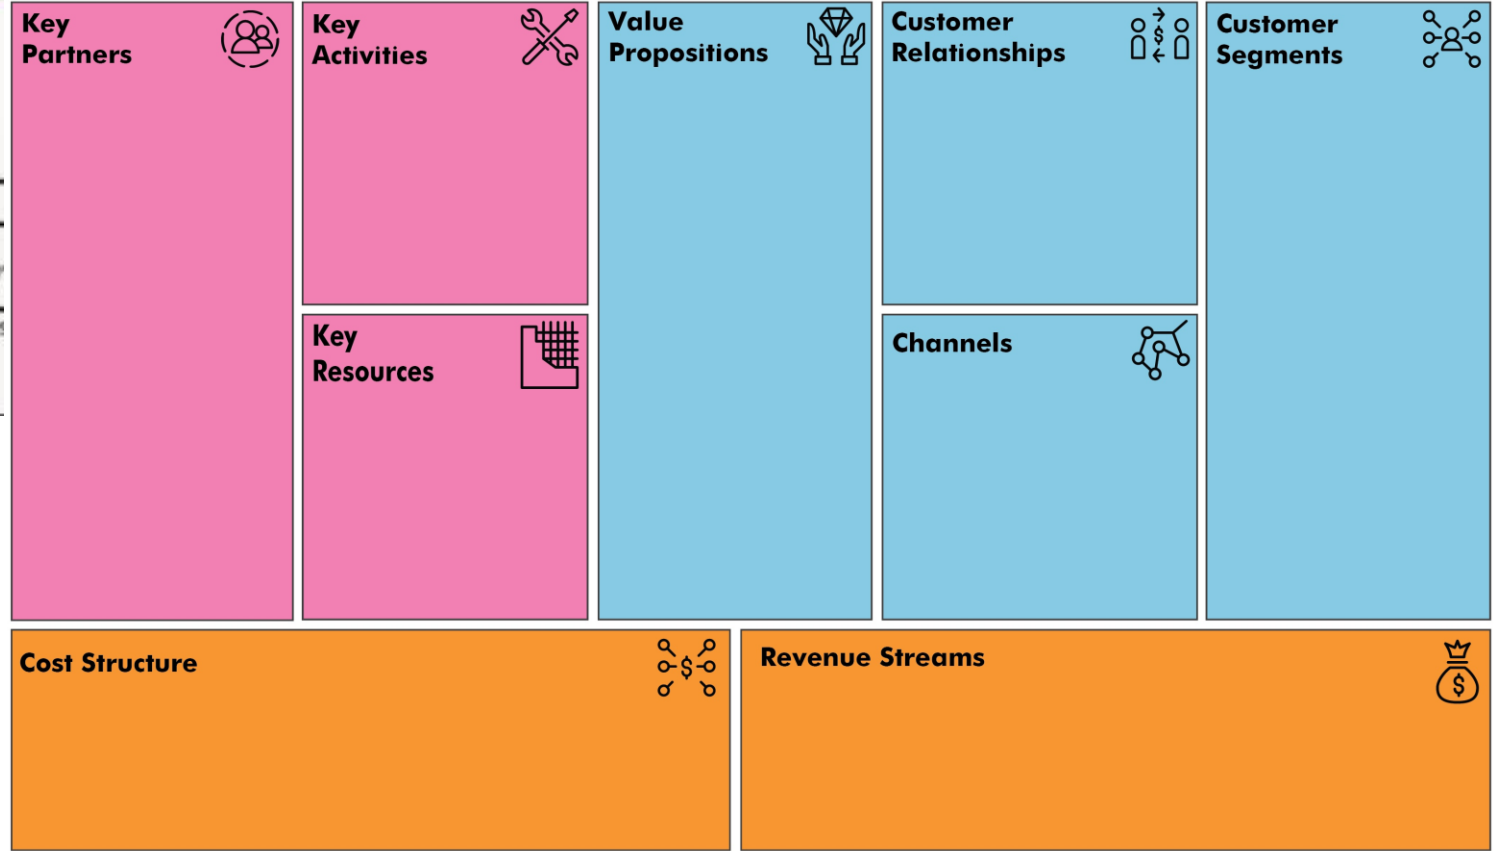 Key
Partners
Key
Activities
Value
Propositions
Customer
Relationships
Customer
Segments
Key
Resources
Channels
Cost Structure
Revenue Streams
$
$
$